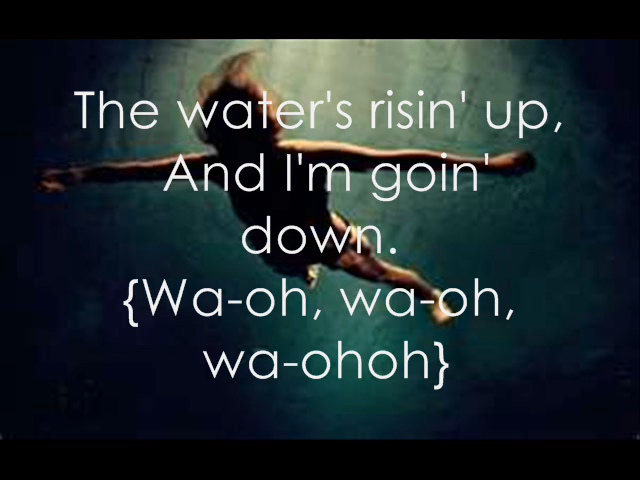 The water's risin' up,
And I'm goin'
down.
{Wa-oh, wa-oh,
wa-ohoh}